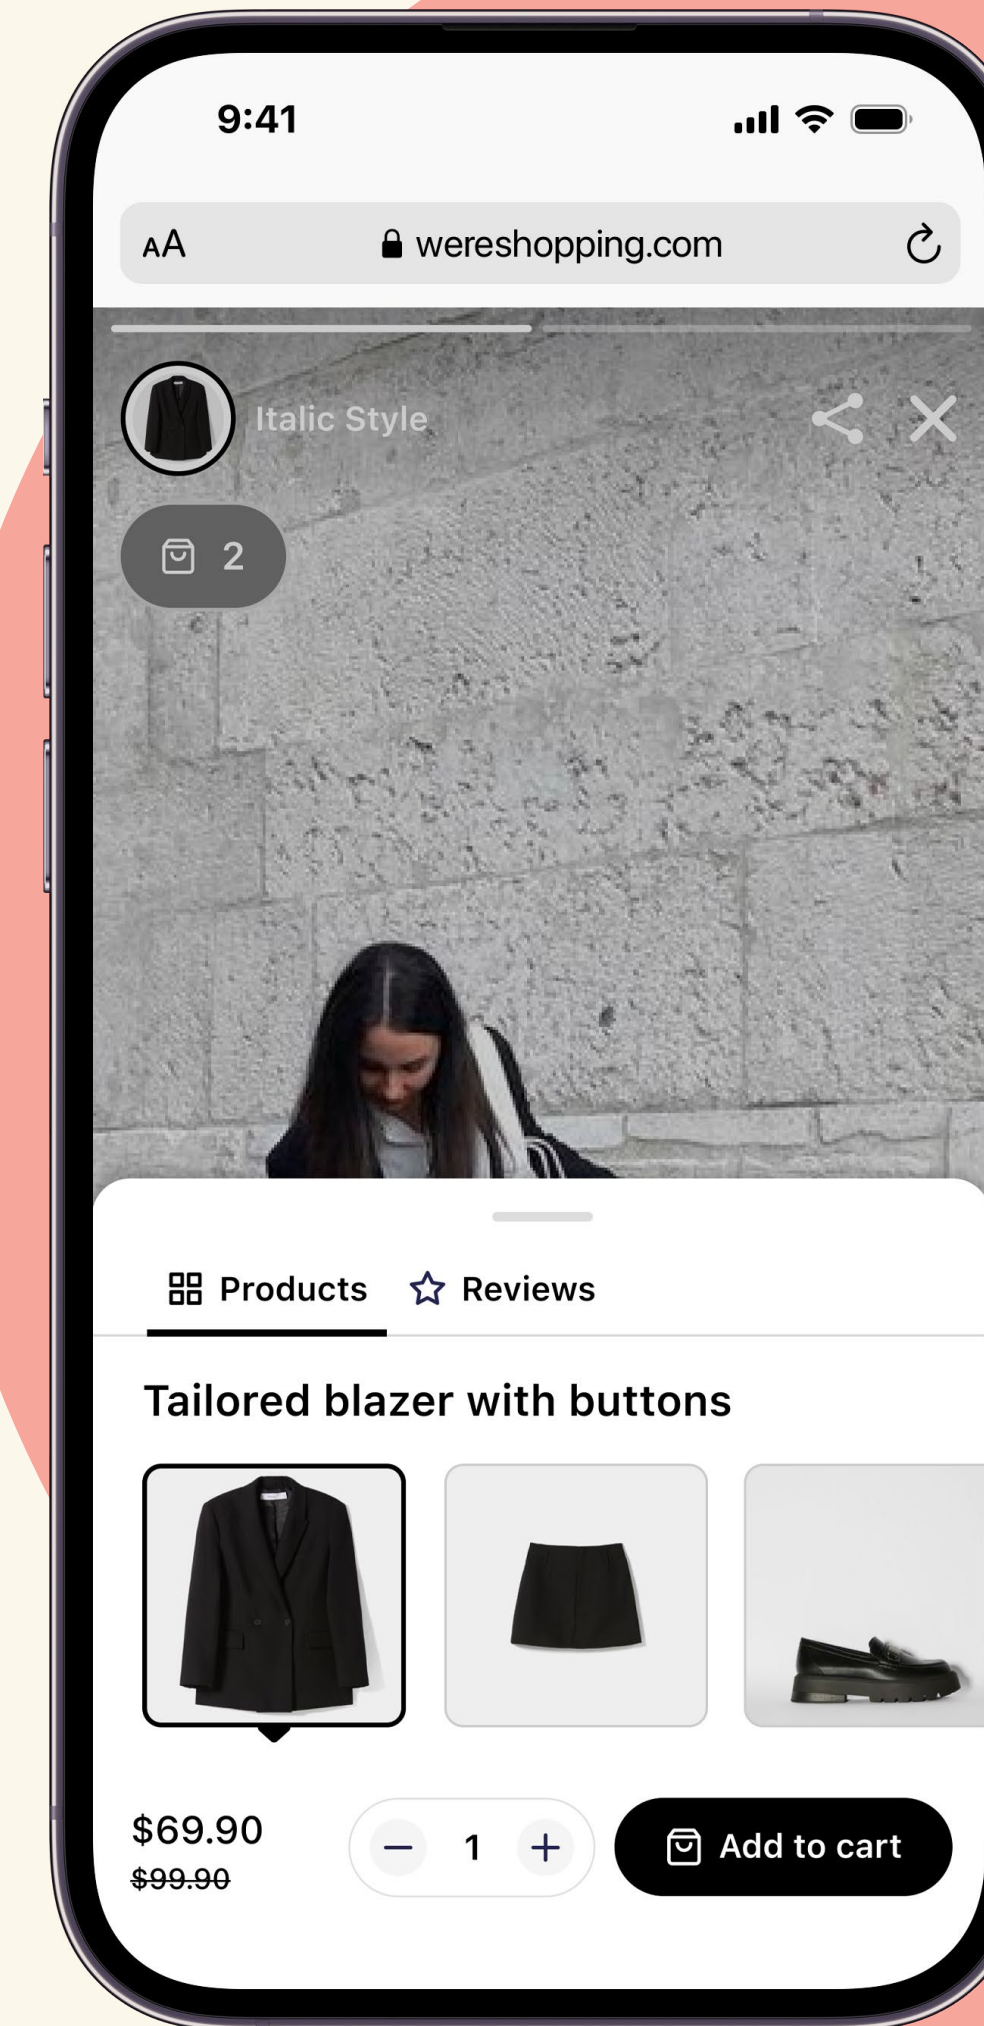 9:41
AA
wereshopping.com
Italic Style
2
Products
Reviews
Tailored blazer with buttons
$69.90
$99.90
1
Add to cart